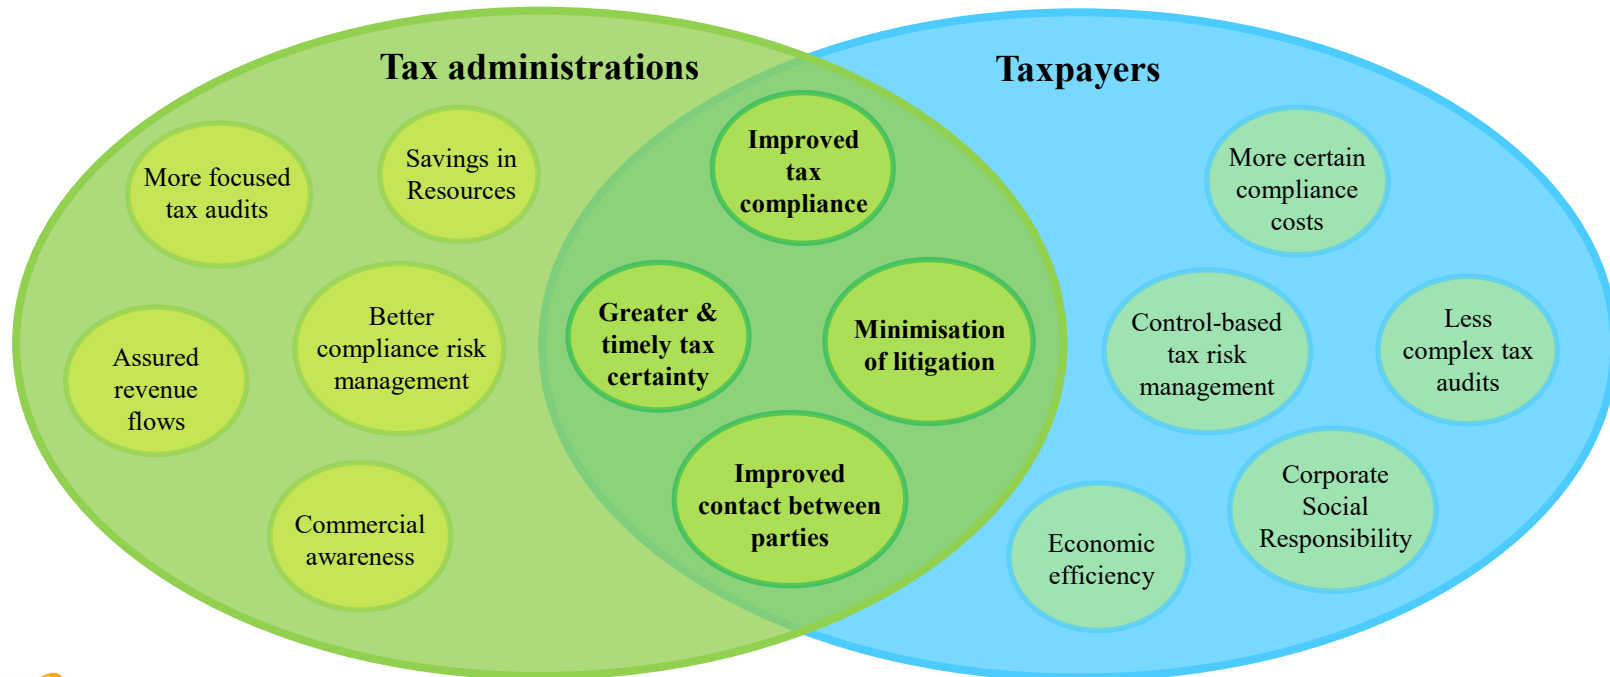 Tax administrations
Taxpayers
More focused
tax audits
Savings in
Resources
Assured
revenue
flows
Better
compliance risk
management
Commercial
awareness
Improved
tax
compliance
Greater &
timely tax
certainty
Minimisation
of litigation
Improved
contact between
parties
More certain
compliance
costs
Control-based
tax risk
management
Less
complex tax
audits
Corporate
Social
Responsibility
Economic
efficiency